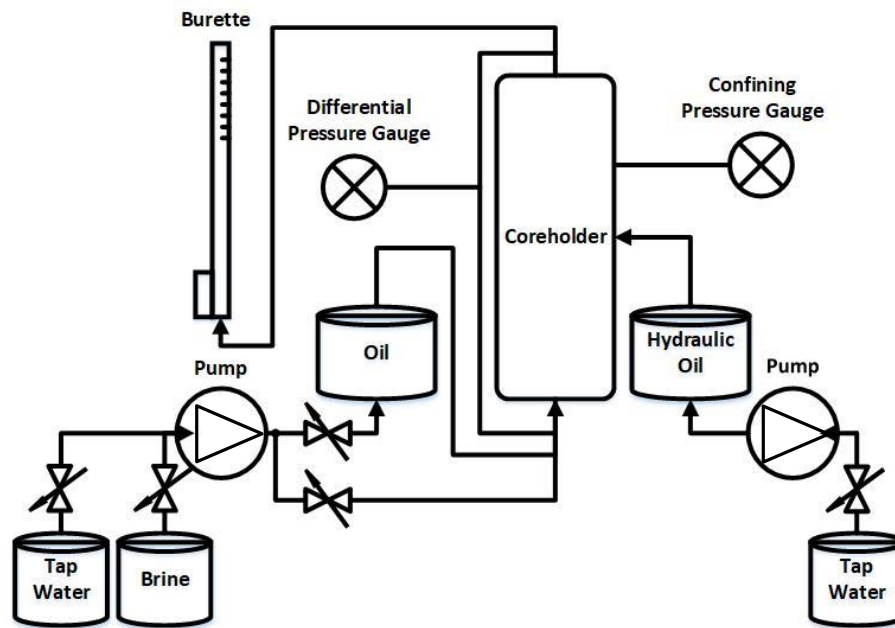 Burette
Differential
Pressure Gauge
Confining
Pressure Gauge
Coreholder
Oil
Hydraulic
Oil
Pump
Pump
Tap
Water
Brine
Tap
Water